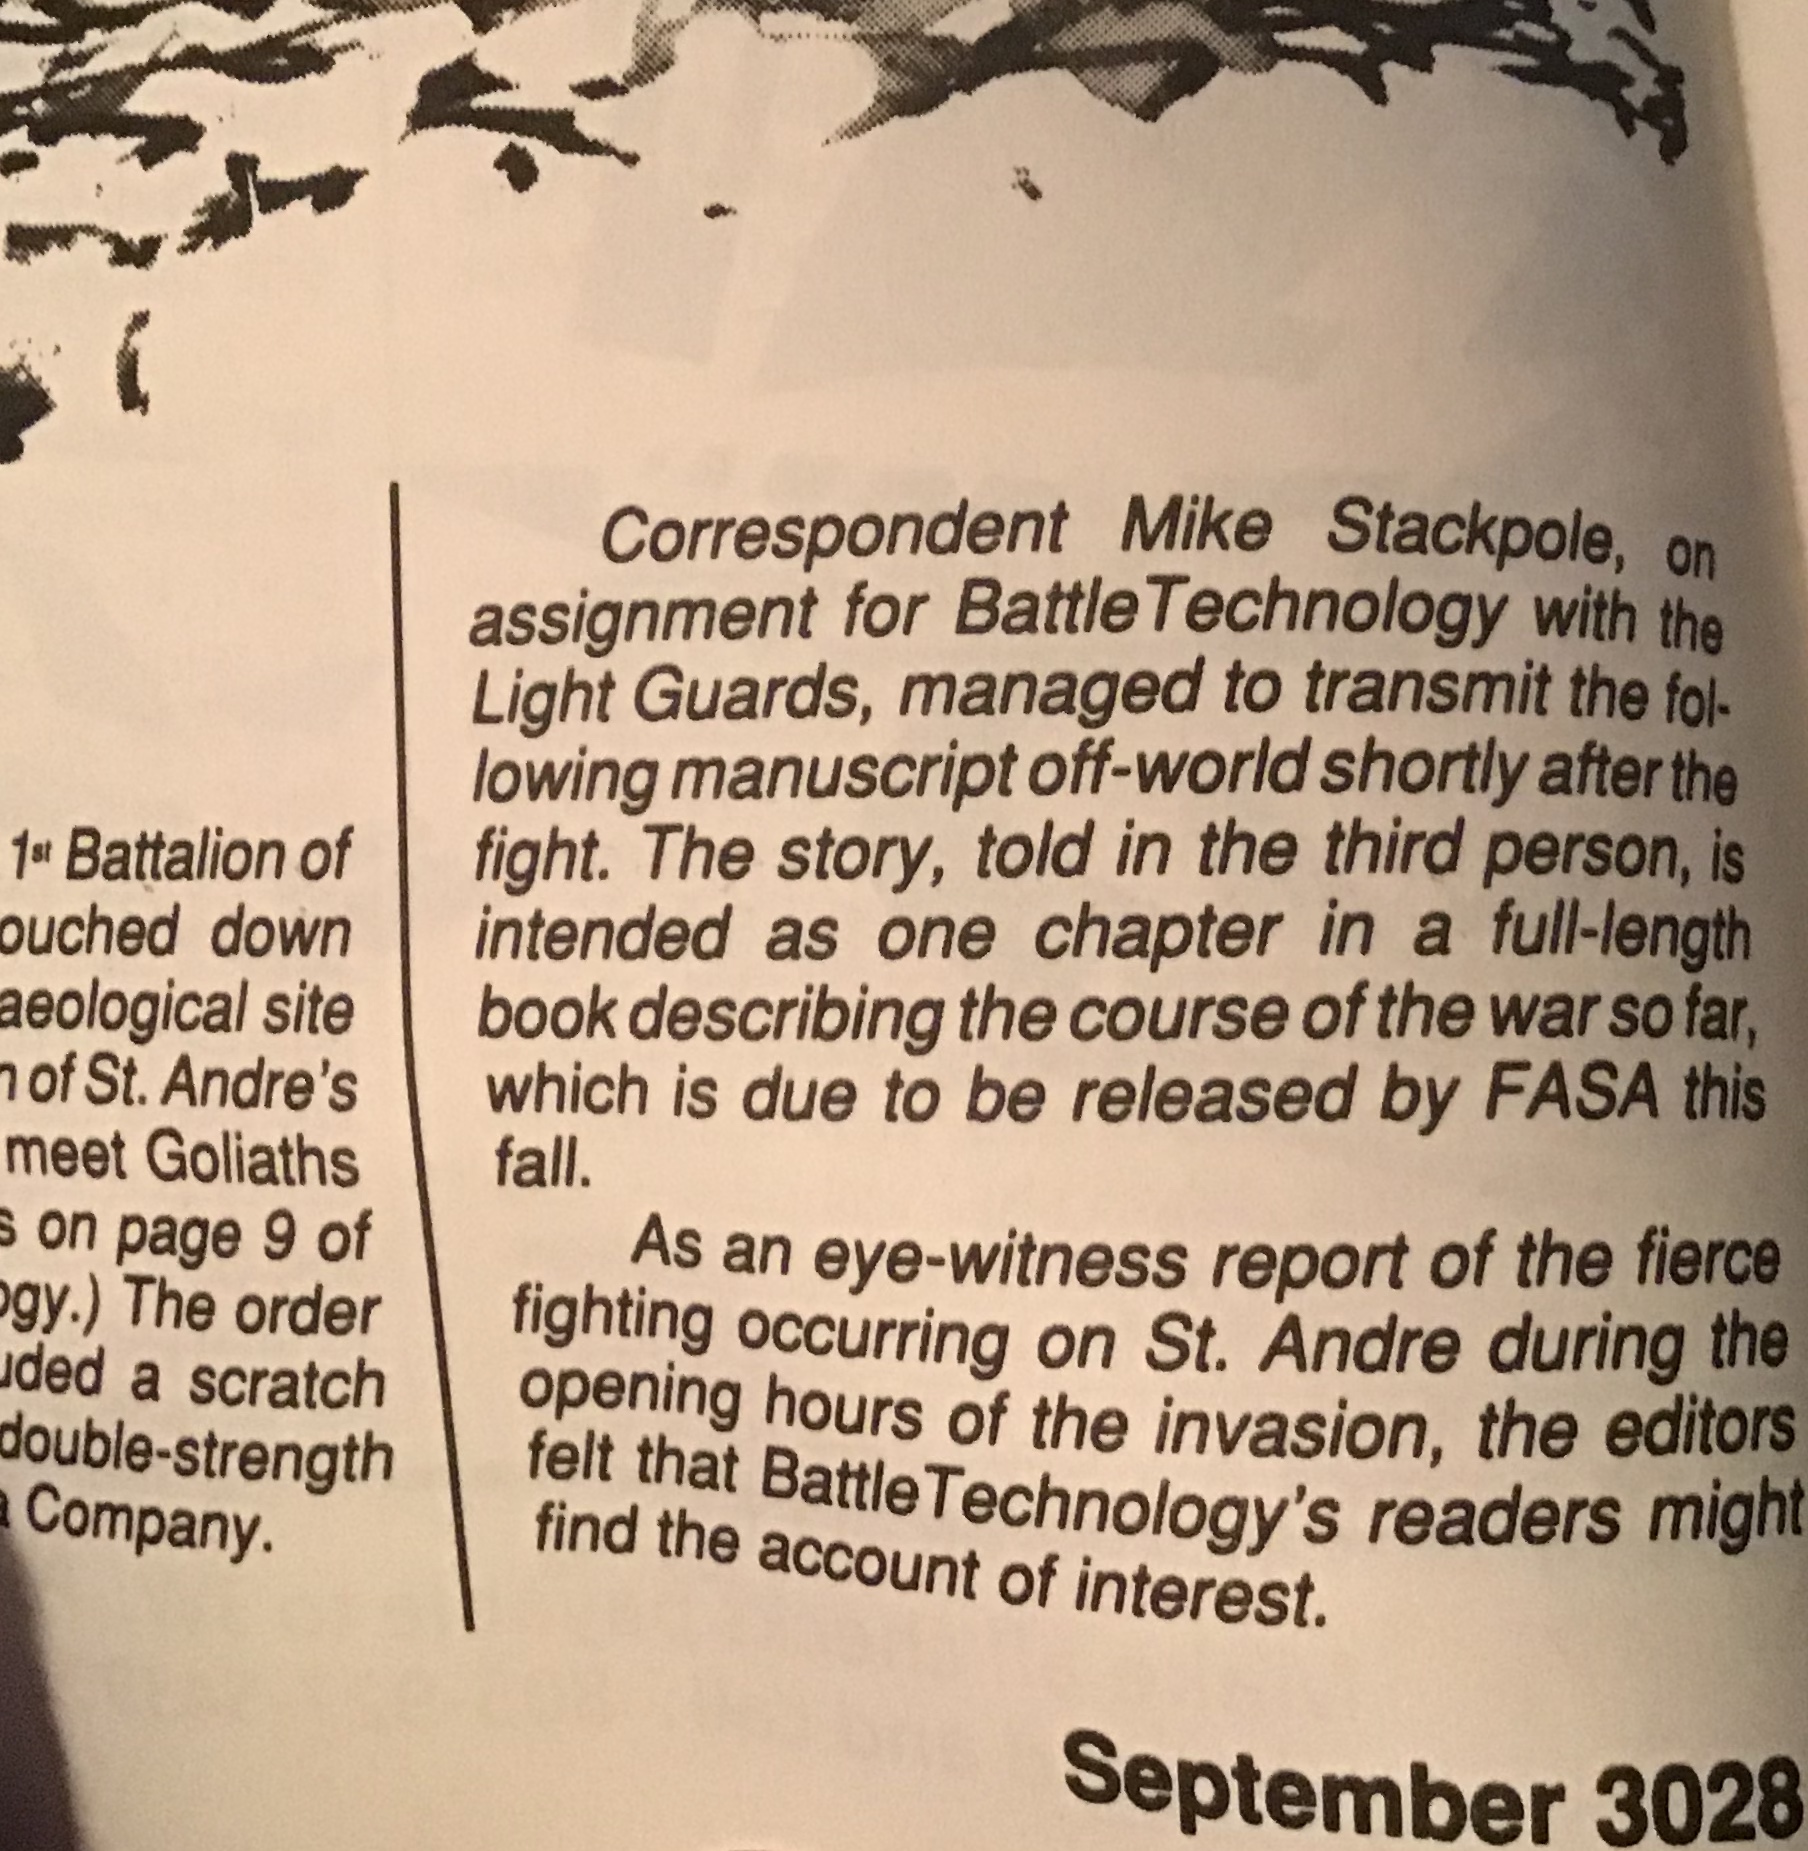 1st Battalion of
ouched down
aeological site
n of St. Andre's
meet Goliaths
s on page 9 of
ogy.) The order
uded a scratch
double-strength
a Company.
Correspondent Mike Stackpole, on
assignment for BattleTechnology with the
Light Guards, managed to transmit the fol-
lowing manuscript off-world shortly after the
fight. The story, told in the third person, is
intended as one chapter in a full-length
book describing the course of the war so far,
which is due to be released by FASA this
fall.
As an eye-witness report of the fierce
fighting occurring on St. Andre during the
opening hours of the invasion, the editors
felt that BattleTechnology's readers might
find the account of interest.
September 3028